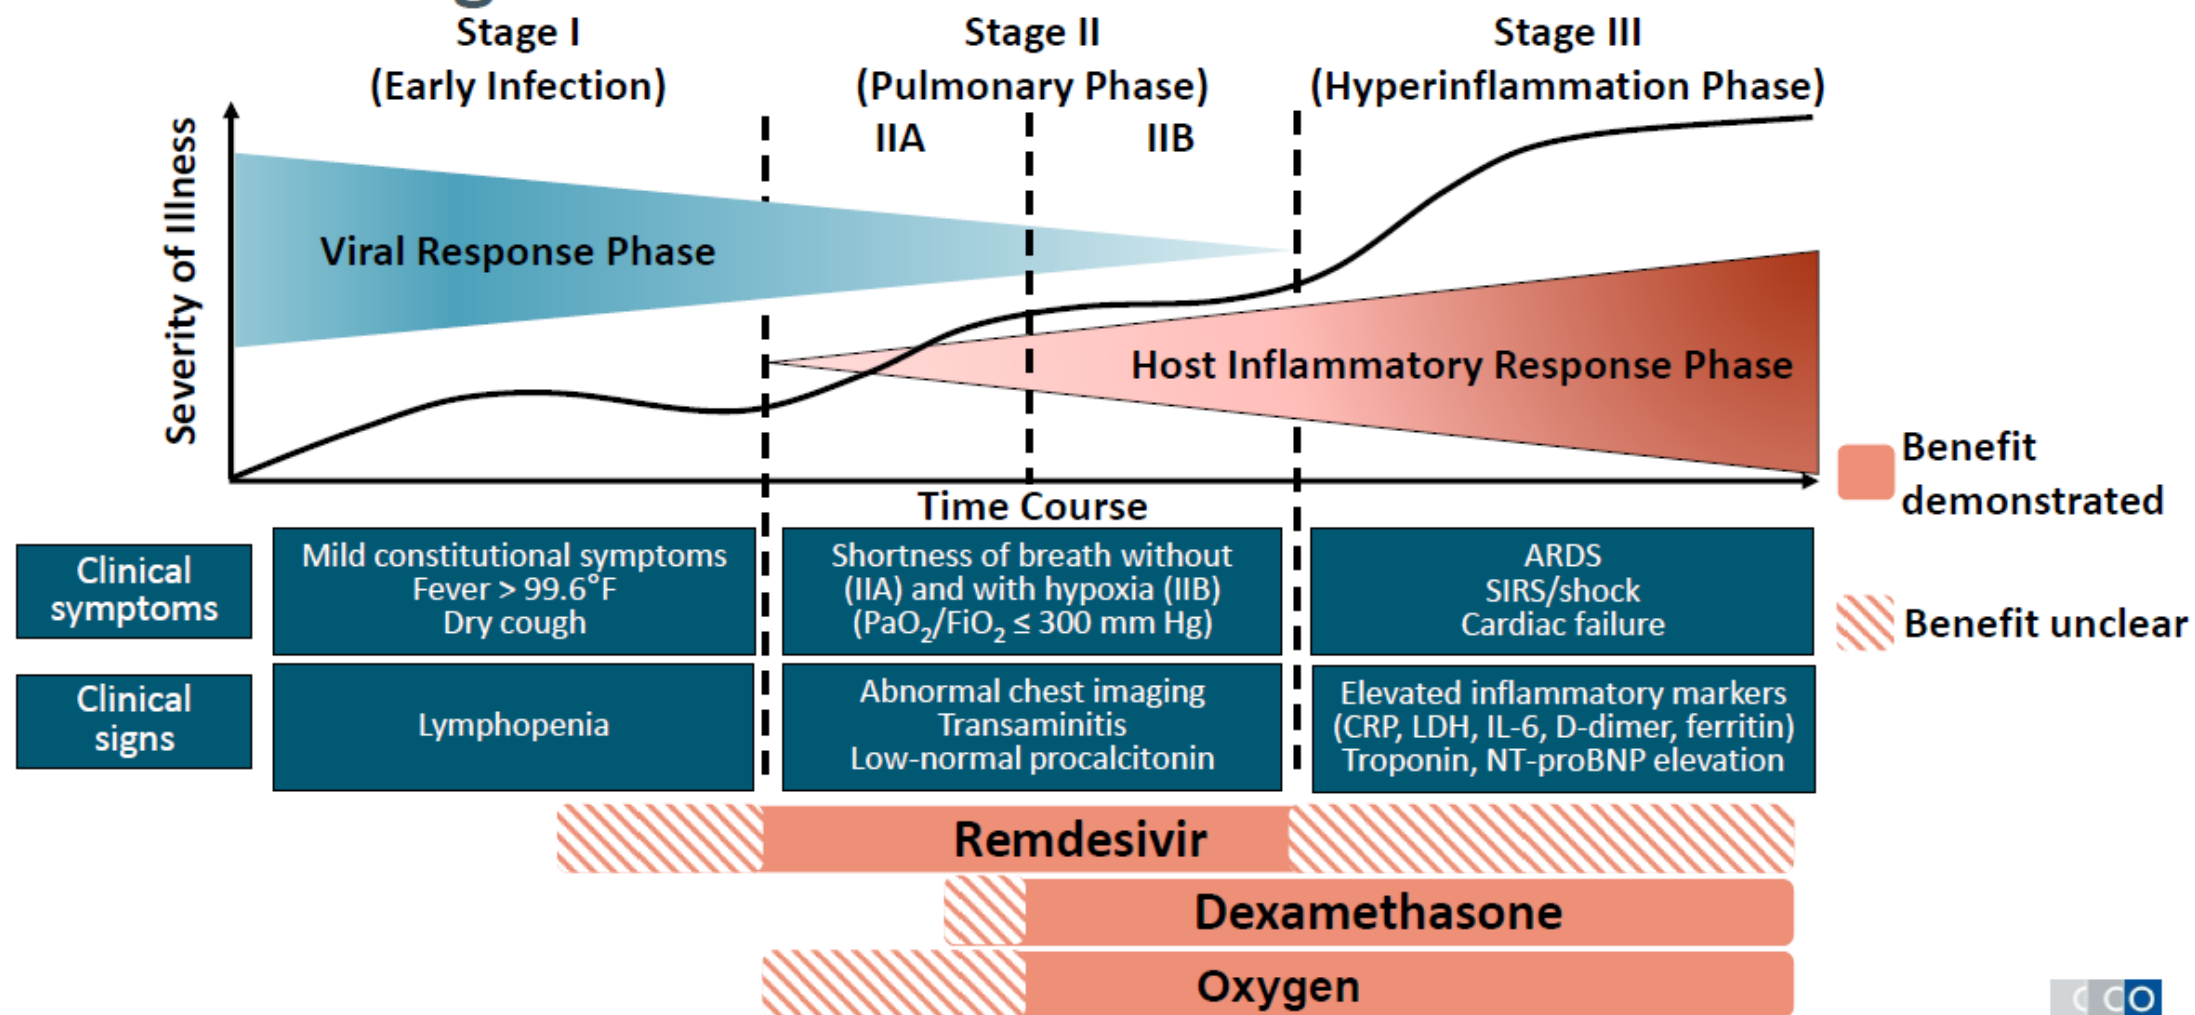 Stage I
(Early Infection)
Stage II
(Pulmonary Phase)
IIA
IIB
Stage III
(Hyperinflammation Phase)
Severity of Illness
Viral Response Phase
Host Inflammatory Response Phase
Time Course
Benefit
demonstrated
Benefit unclear
Clinical
symptoms
Mild constitutional symptoms
Fever > 99.6°F
Dry cough
Shortness of breath without
(IIA) and with hypoxia (IIB)
(PaO₂/FiO₂ ≤ 300 mm Hg)
ARDS
SIRS/shock
Cardiac failure
Clinical
signs
Lymphopenia
Abnormal chest imaging
Transaminitis
Low-normal procalcitonin
Elevated inflammatory markers
(CRP, LDH, IL-6, D-dimer, ferritin)
Troponin, NT-proBNP elevation
Remdesivir
Dexamethasone
Oxygen
CCO